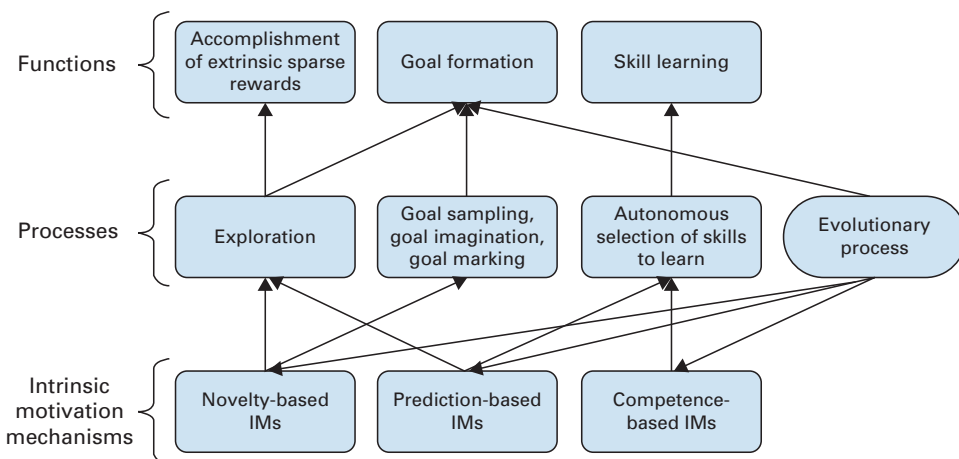 Functions
Accomplishment
of extrinsic sparse
rewards
Goal formation
Skill learning
Processes
Exploration
Goal sampling,
goal imagination,
goal marking
Autonomous
selection of skills
to learn
Evolutionary
process
Intrinsic
motivation
mechanisms
Novelty-based
IMs
Prediction-based
IMs
Competence-
based IMs